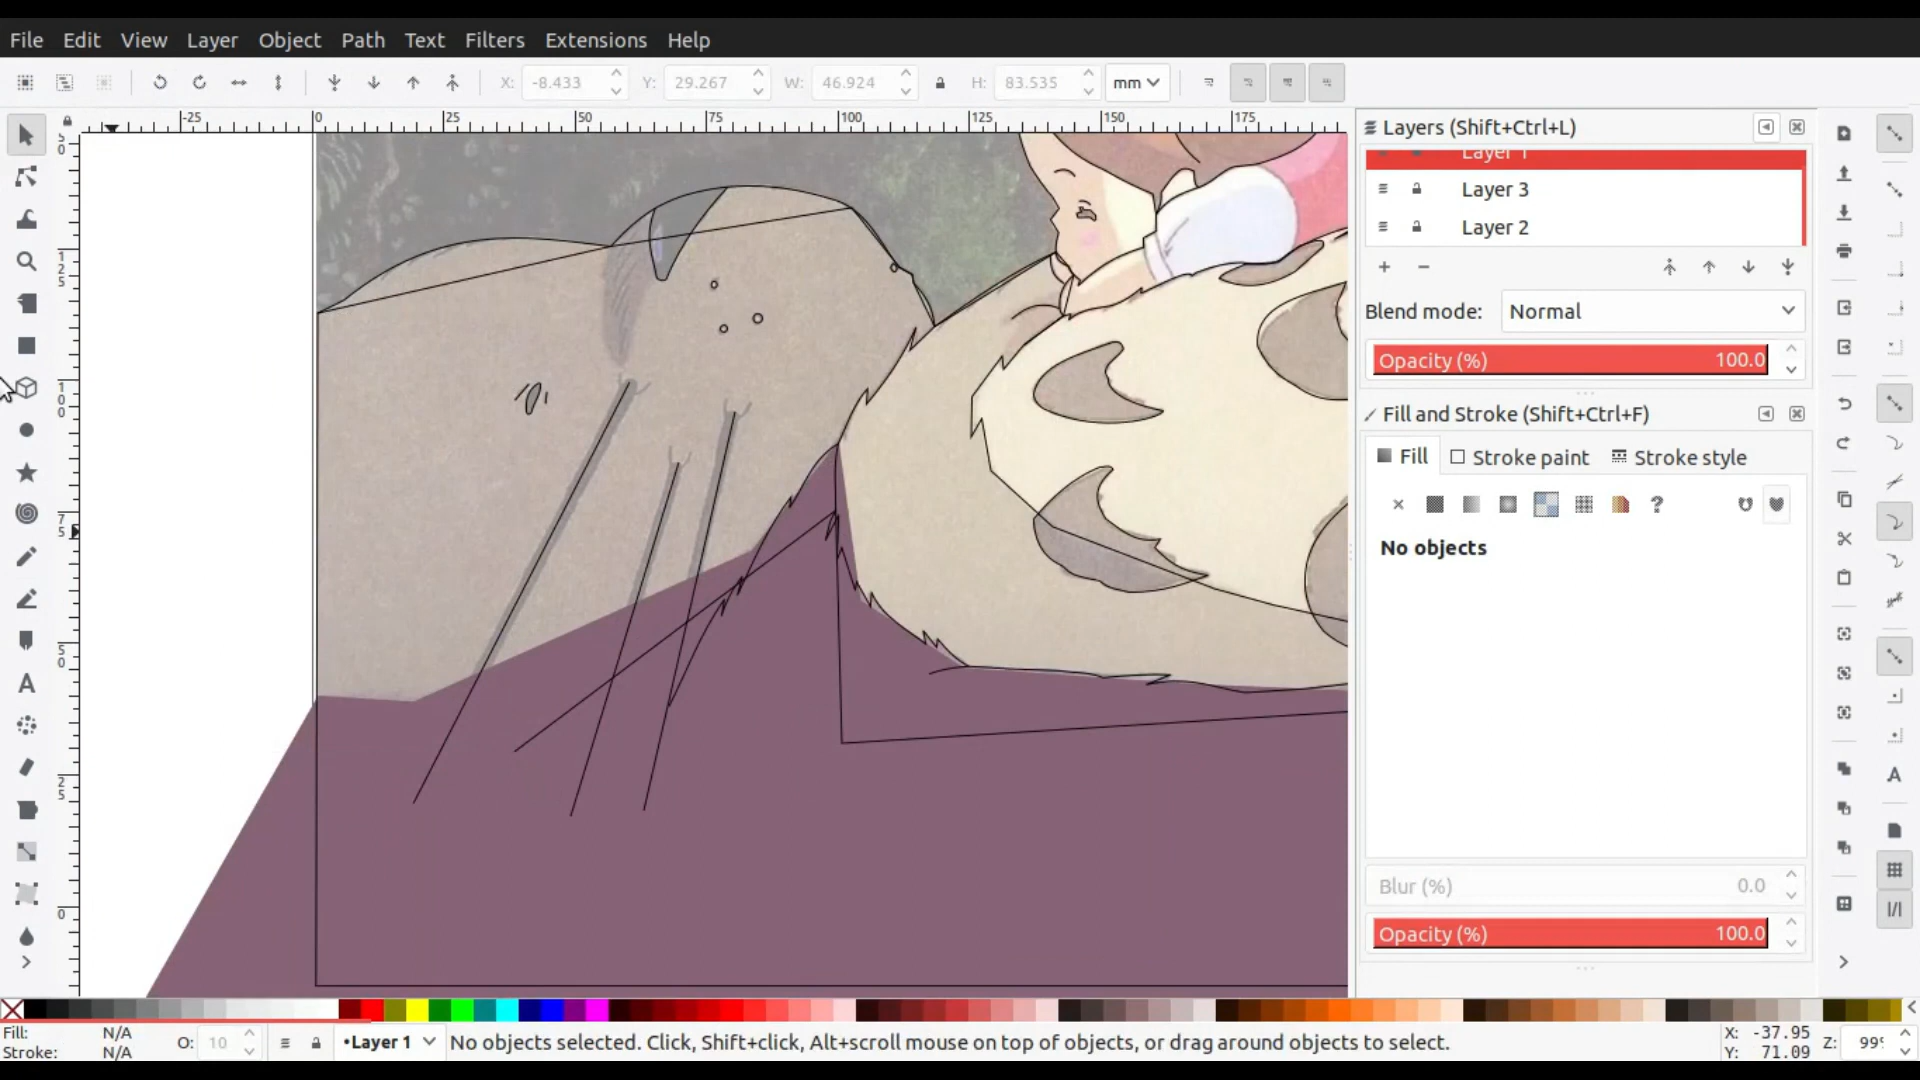 File Edit View Layer Object Path Text Filters Extensions Help
X: -8.433 Y: 29.267 W: 46.924 H: 83.535 mm
-25 0 25 50 75 100 125 150 175
Layers (Shift+Ctrl+L)
Layer 1
Layer 3
Layer 2
Blend mode: Normal
Opacity (%) 100.0
Fill and Stroke (Shift+Ctrl+F)
Fill Stroke paint Stroke style
No objects
Blur (%) 0.0
Opacity (%) 100.0
Fill: N/A
Stroke: N/A
O: 10
•Layer 1
No objects selected. Click, Shift+click, Alt+scroll mouse on top of objects, or drag around objects to select.
X: -37.95
Y: 71.09
Z: